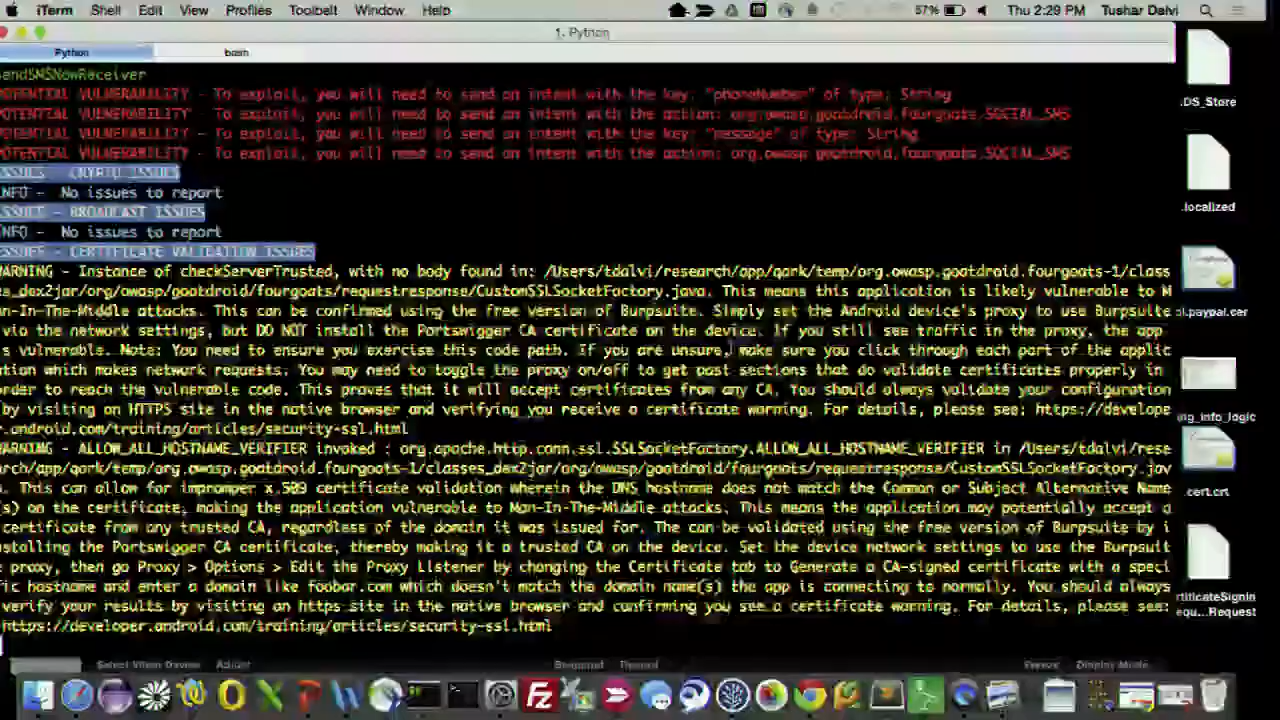 iTerm Shell Edit View Profiles Toolbelt Window Help 57% Thu 2:29 PM Tushar Dalvi
1. Python
Python bash
endSMSNowReceiver
POTENTIAL VULNERABILITY - To exploit, you will need to send an intent with the key: "phoneNumber" of type: String
POTENTIAL VULNERABILITY - To exploit, you will need to send an intent with the action: org.owasp.goatdroid.fourgoats.SOCIAL_SMS
POTENTIAL VULNERABILITY - To exploit, you will need to send an intent with the key: "message" of type: String
POTENTIAL VULNERABILITY - To exploit, you will need to send an intent with the action: org.owasp.goatdroid.fourgoats.SOCIAL_SMS
ISSUES - CRYPTO ISSUES
INFO - No issues to report
ISSUES - BROADCAST ISSUES
INFO - No issues to report
ISSUES - CERTIFICATE VALIDATION ISSUES
WARNING - Instance of checkServerTrusted, with no body found in: /Users/tdalvi/research/app/qark/temp/org.owasp.goatdroid.fourgoats-1/class
es_dex2jar/org/owasp/goatdroid/fourgoats/requestresponse/CustomSSLSocketFactory.java. This means this application is likely vulnerable to M
an-In-The-Middle attacks. This can be confirmed using the free version of Burpsuite. Simply set the Android device's proxy to use Burpsuite
via the network settings, but DO NOT install the Portswigger CA certificate on the device. If you still see traffic in the proxy, the app
s vulnerable. Note: You need to ensure you exercise this code path. If you are unsure, make sure you click through each part of the applic
ation which makes network requests. You may need to toggle the proxy on/off to get past sections that do validate certificates properly in
order to reach the vulnerable code. This proves that it will accept certificates from any CA. You should always validate your configuration
by visiting an HTTPS site in the native browser and verifying you receive a certificate warning. For details, please see: https://develope
r.android.com/training/articles/security-ssl.html
WARNING - ALLOW_ALL_HOSTNAME_VERIFIER invoked : org.apache.http.conn.ssl.SSLSocketFactory.ALLOW_ALL_HOSTNAME_VERIFIER in /Users/tdalvi/rese
arch/app/qark/temp/org.owasp.goatdroid.fourgoats-1/classes_dex2jar/org/owasp/goatdroid/fourgoats/requestresponse/CustomSSLSocketFactory.jav
a. This can allow for impromper x.509 certificate validation wherein the DNS hostname does not match the Common or Subject Alternative Name
(s) on the certificate, making the application vulnerable to Man-In-The-Middle attacks. This means the application may potentially accept a
certificate from any trusted CA, regardless of the domain it was issued for. The can be validated using the free version of Burpsuite by i
nstalling the Portswigger CA certificate, thereby making it a trusted CA on the device. Set the device network settings to use the Burpsuit
e proxy, then go Proxy > Options > Edit the Proxy Listener by changing the Certificate tab to Generate a CA-signed certificate with a speci
fic hostname and enter a domain like foobar.com which doesn't match the domain name(s) the app is connecting to normally. You should always
verify your results by visiting an https site in the native browser and confirming you see a certificate warning. For details, please see:
https://developer.android.com/training/articles/security-ssl.html
.DS_Store
.localized
pi.paypal.cer
ng_info_logic
.cert.crt
rtificateSignin
equ...Request
Display Mode